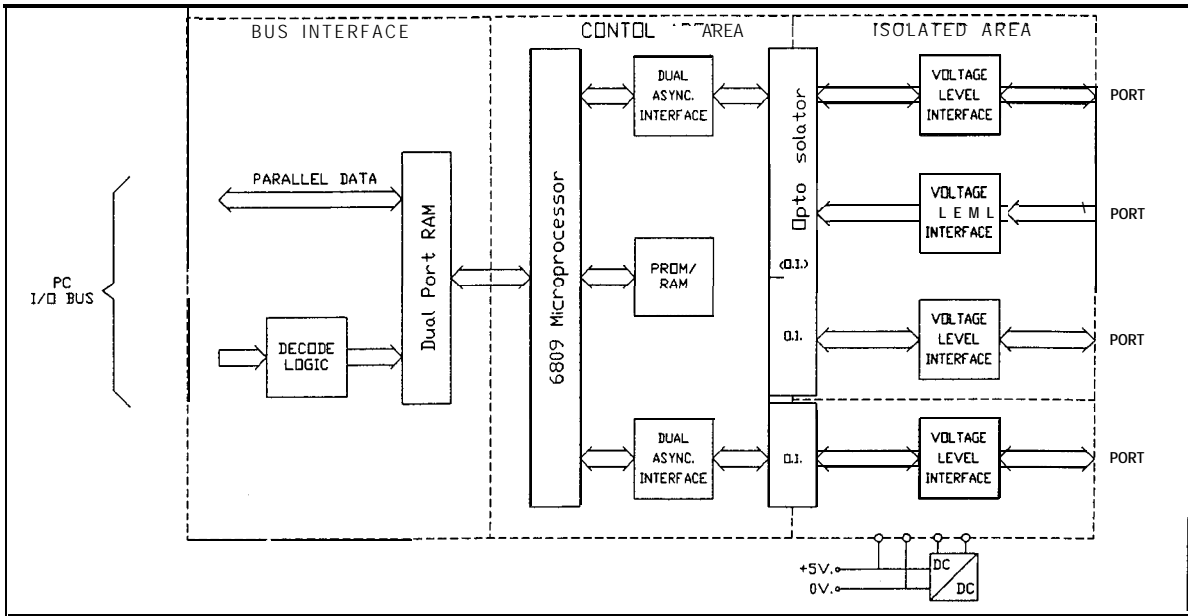 BUS INTERFACE
CONTOL AREA
ISOLATED AREA
PC
I/O BUS
PARALLEL DATA
DECODE
LOGIC
Dual Port RAM
6809 Microprocessor
DUAL
ASYNC.
INTERFACE
PROM/
RAM
DUAL
ASYNC.
INTERFACE
Opto solator
(O.I.)
O.I.
O.I.
VOLTAGE
LEVEL
INTERFACE
PORT
VOLTAGE
LEML
INTERFACE
PORT
VOLTAGE
LEVEL
INTERFACE
PORT
VOLTAGE
LEVEL
INTERFACE
PORT
+5V.
0V.
DC
DC